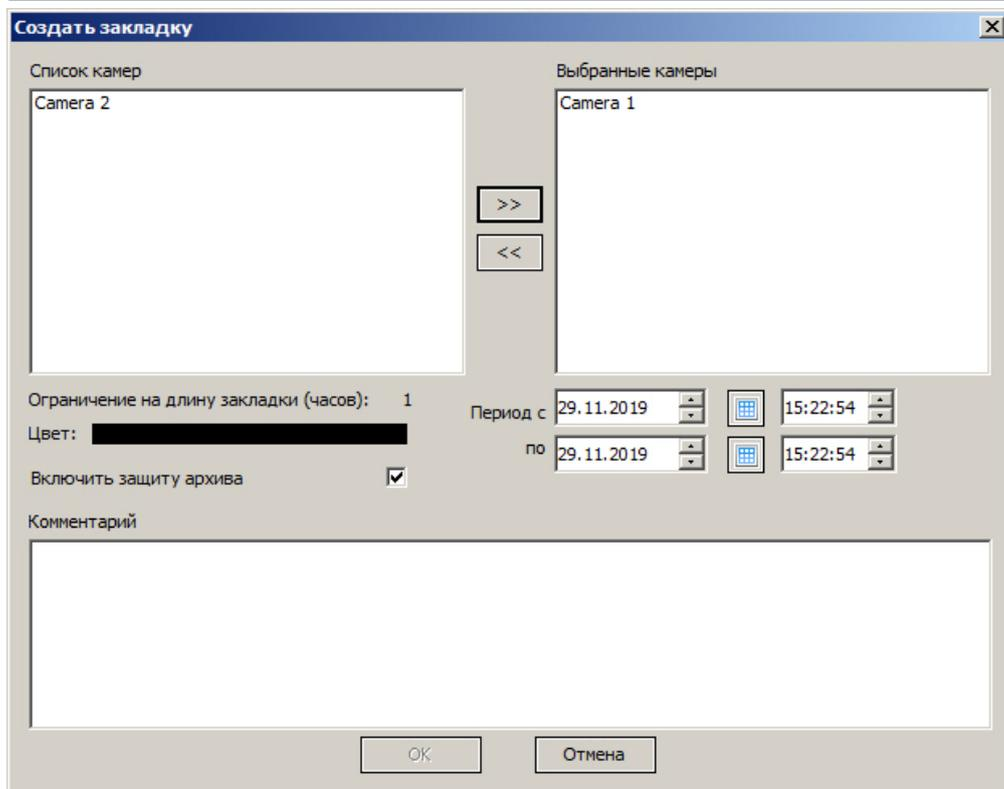 Создать закладку
Список камер
Выбранные камеры
Camera 2
Camera 1
>>
<<
Ограничение на длину закладки (часов): 1
Период с 29.11.2019 15:22:54
Цвет:
по 29.11.2019 15:22:54
Включить защиту архива
Комментарий
OK
Отмена